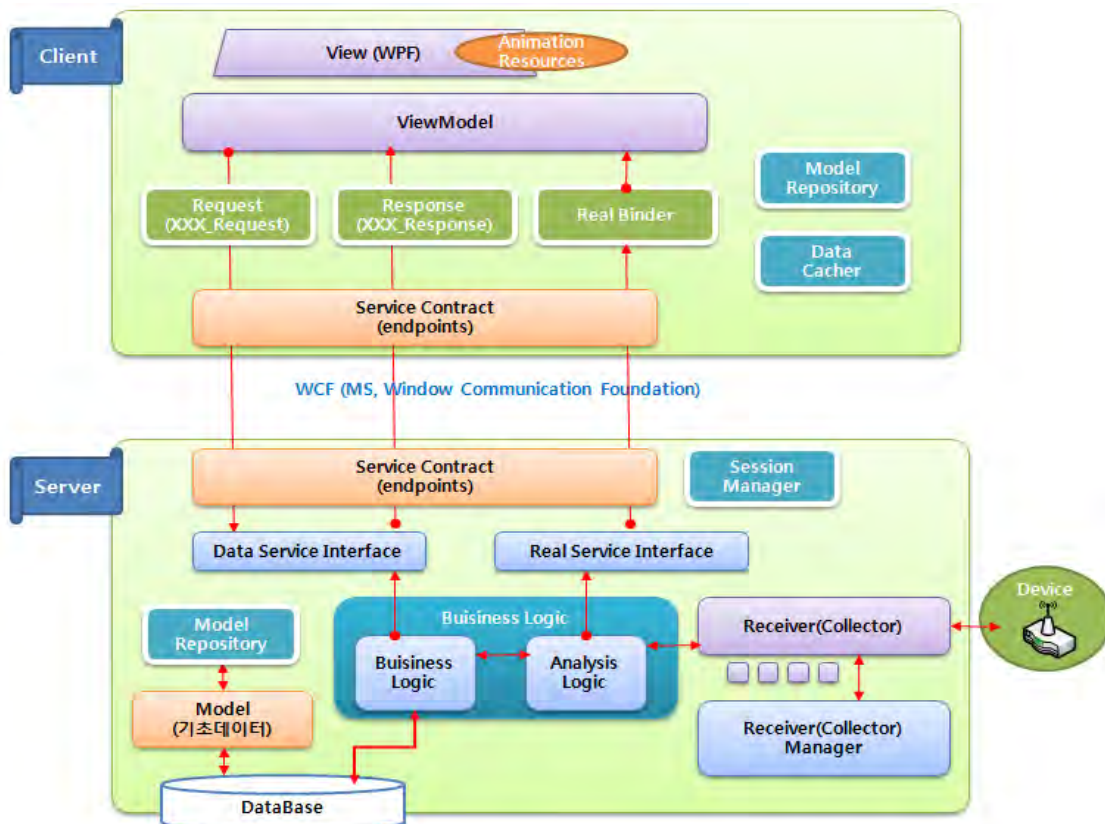 Client
View (WPF)
Animation
Resources
ViewModel
Request
(XXX_Request)
Response
(XXX_Response)
Real Binder
Model
Repository
Data
Cacher
Service Contract
(endpoints)
WCF (MS, Window Communication Foundation)
Server
Service Contract
(endpoints)
Session
Manager
Data Service Interface
Real Service Interface
Device
Model
Repository
Buisiness Logic
Buisiness
Logic
Analysis
Logic
Receiver(Collector)
Model
(기초데이터)
Receiver(Collector)
Manager
DataBase